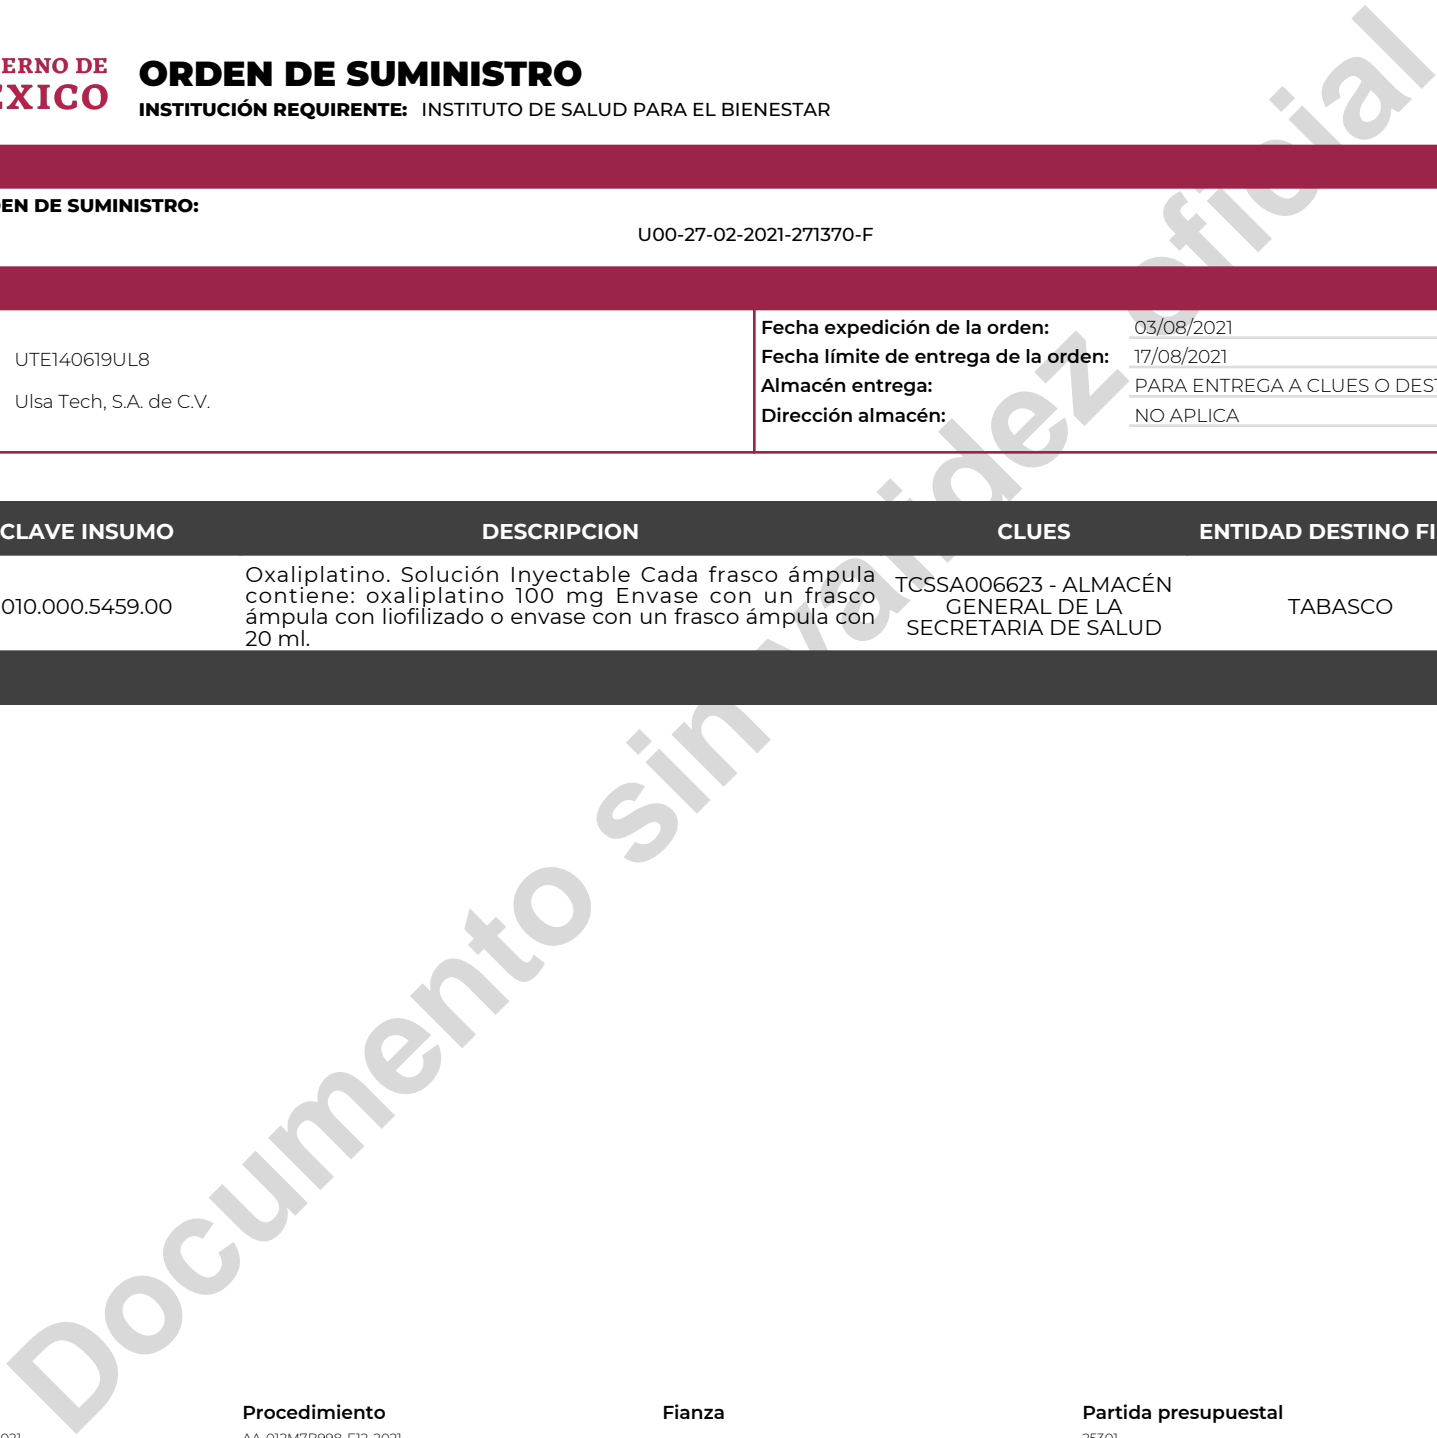 ERNO DE
ÉXICO
ORDEN DE SUMINISTRO
INSTITUCIÓN REQUIRENTE: INSTITUTO DE SALUD PARA EL BIENESTAR
EN DE SUMINISTRO:
U00-27-02-2021-271370-F
UTE140619UL8
Ulsa Tech, S.A. de C.V.
Fecha expedición de la orden: 03/08/2021
Fecha límite de entrega de la orden: 17/08/2021
Almacén entrega: PARA ENTREGA A CLUES O DEST
Dirección almacén: NO APLICA
CLAVE INSUMO DESCRIPCION CLUES ENTIDAD DESTINO FI
010.000.5459.00
Oxaliplatino. Solución Inyectable Cada frasco ámpula
contiene: oxaliplatino 100 mg Envase con un frasco
ámpula con liofilizado o envase con un frasco ámpula con
20 ml.
TCSSA006623 - ALMACÉN
GENERAL DE LA
SECRETARIA DE SALUD
TABASCO
Documento sin validez oficial
Procedimiento Fianza Partida presupuestal